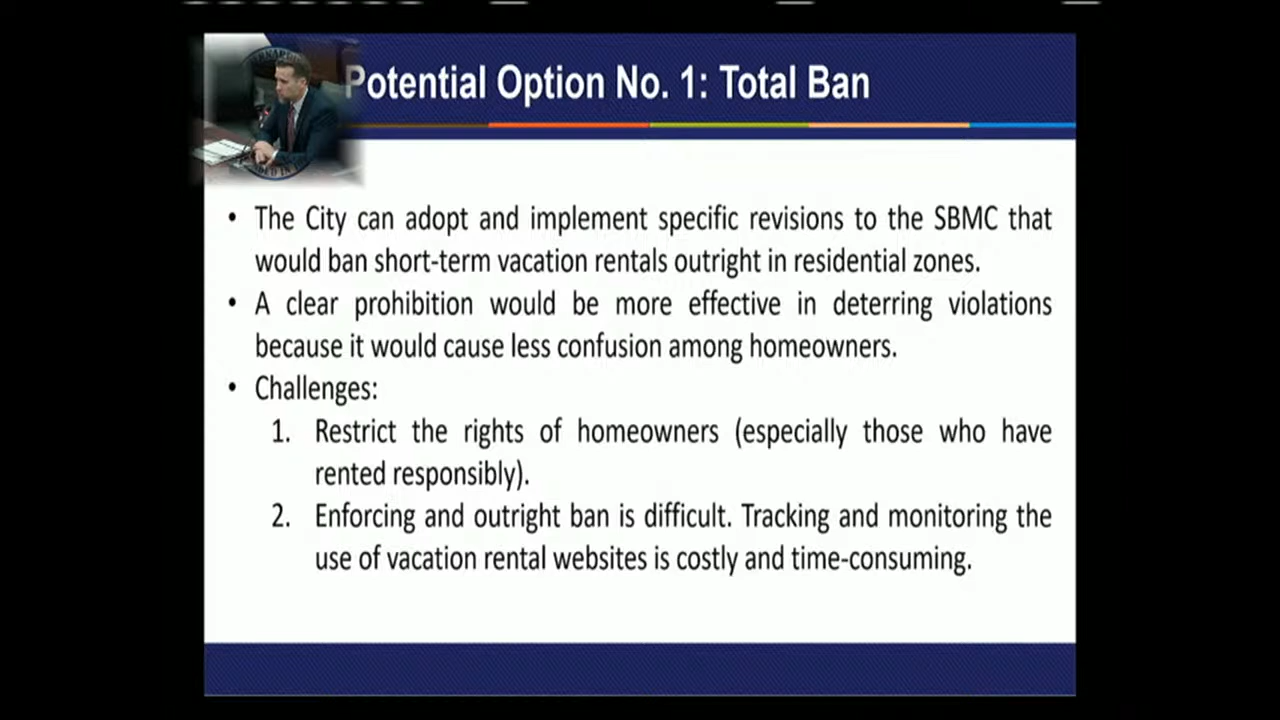 Potential Option No. 1: Total Ban
• The City can adopt and implement specific revisions to the SBMC that
would ban short-term vacation rentals outright in residential zones.
• A clear prohibition would be more effective in deterring violations
because it would cause less confusion among homeowners.
• Challenges:
1. Restrict the rights of homeowners (especially those who have
rented responsibly).
2. Enforcing and outright ban is difficult. Tracking and monitoring the
use of vacation rental websites is costly and time-consuming.